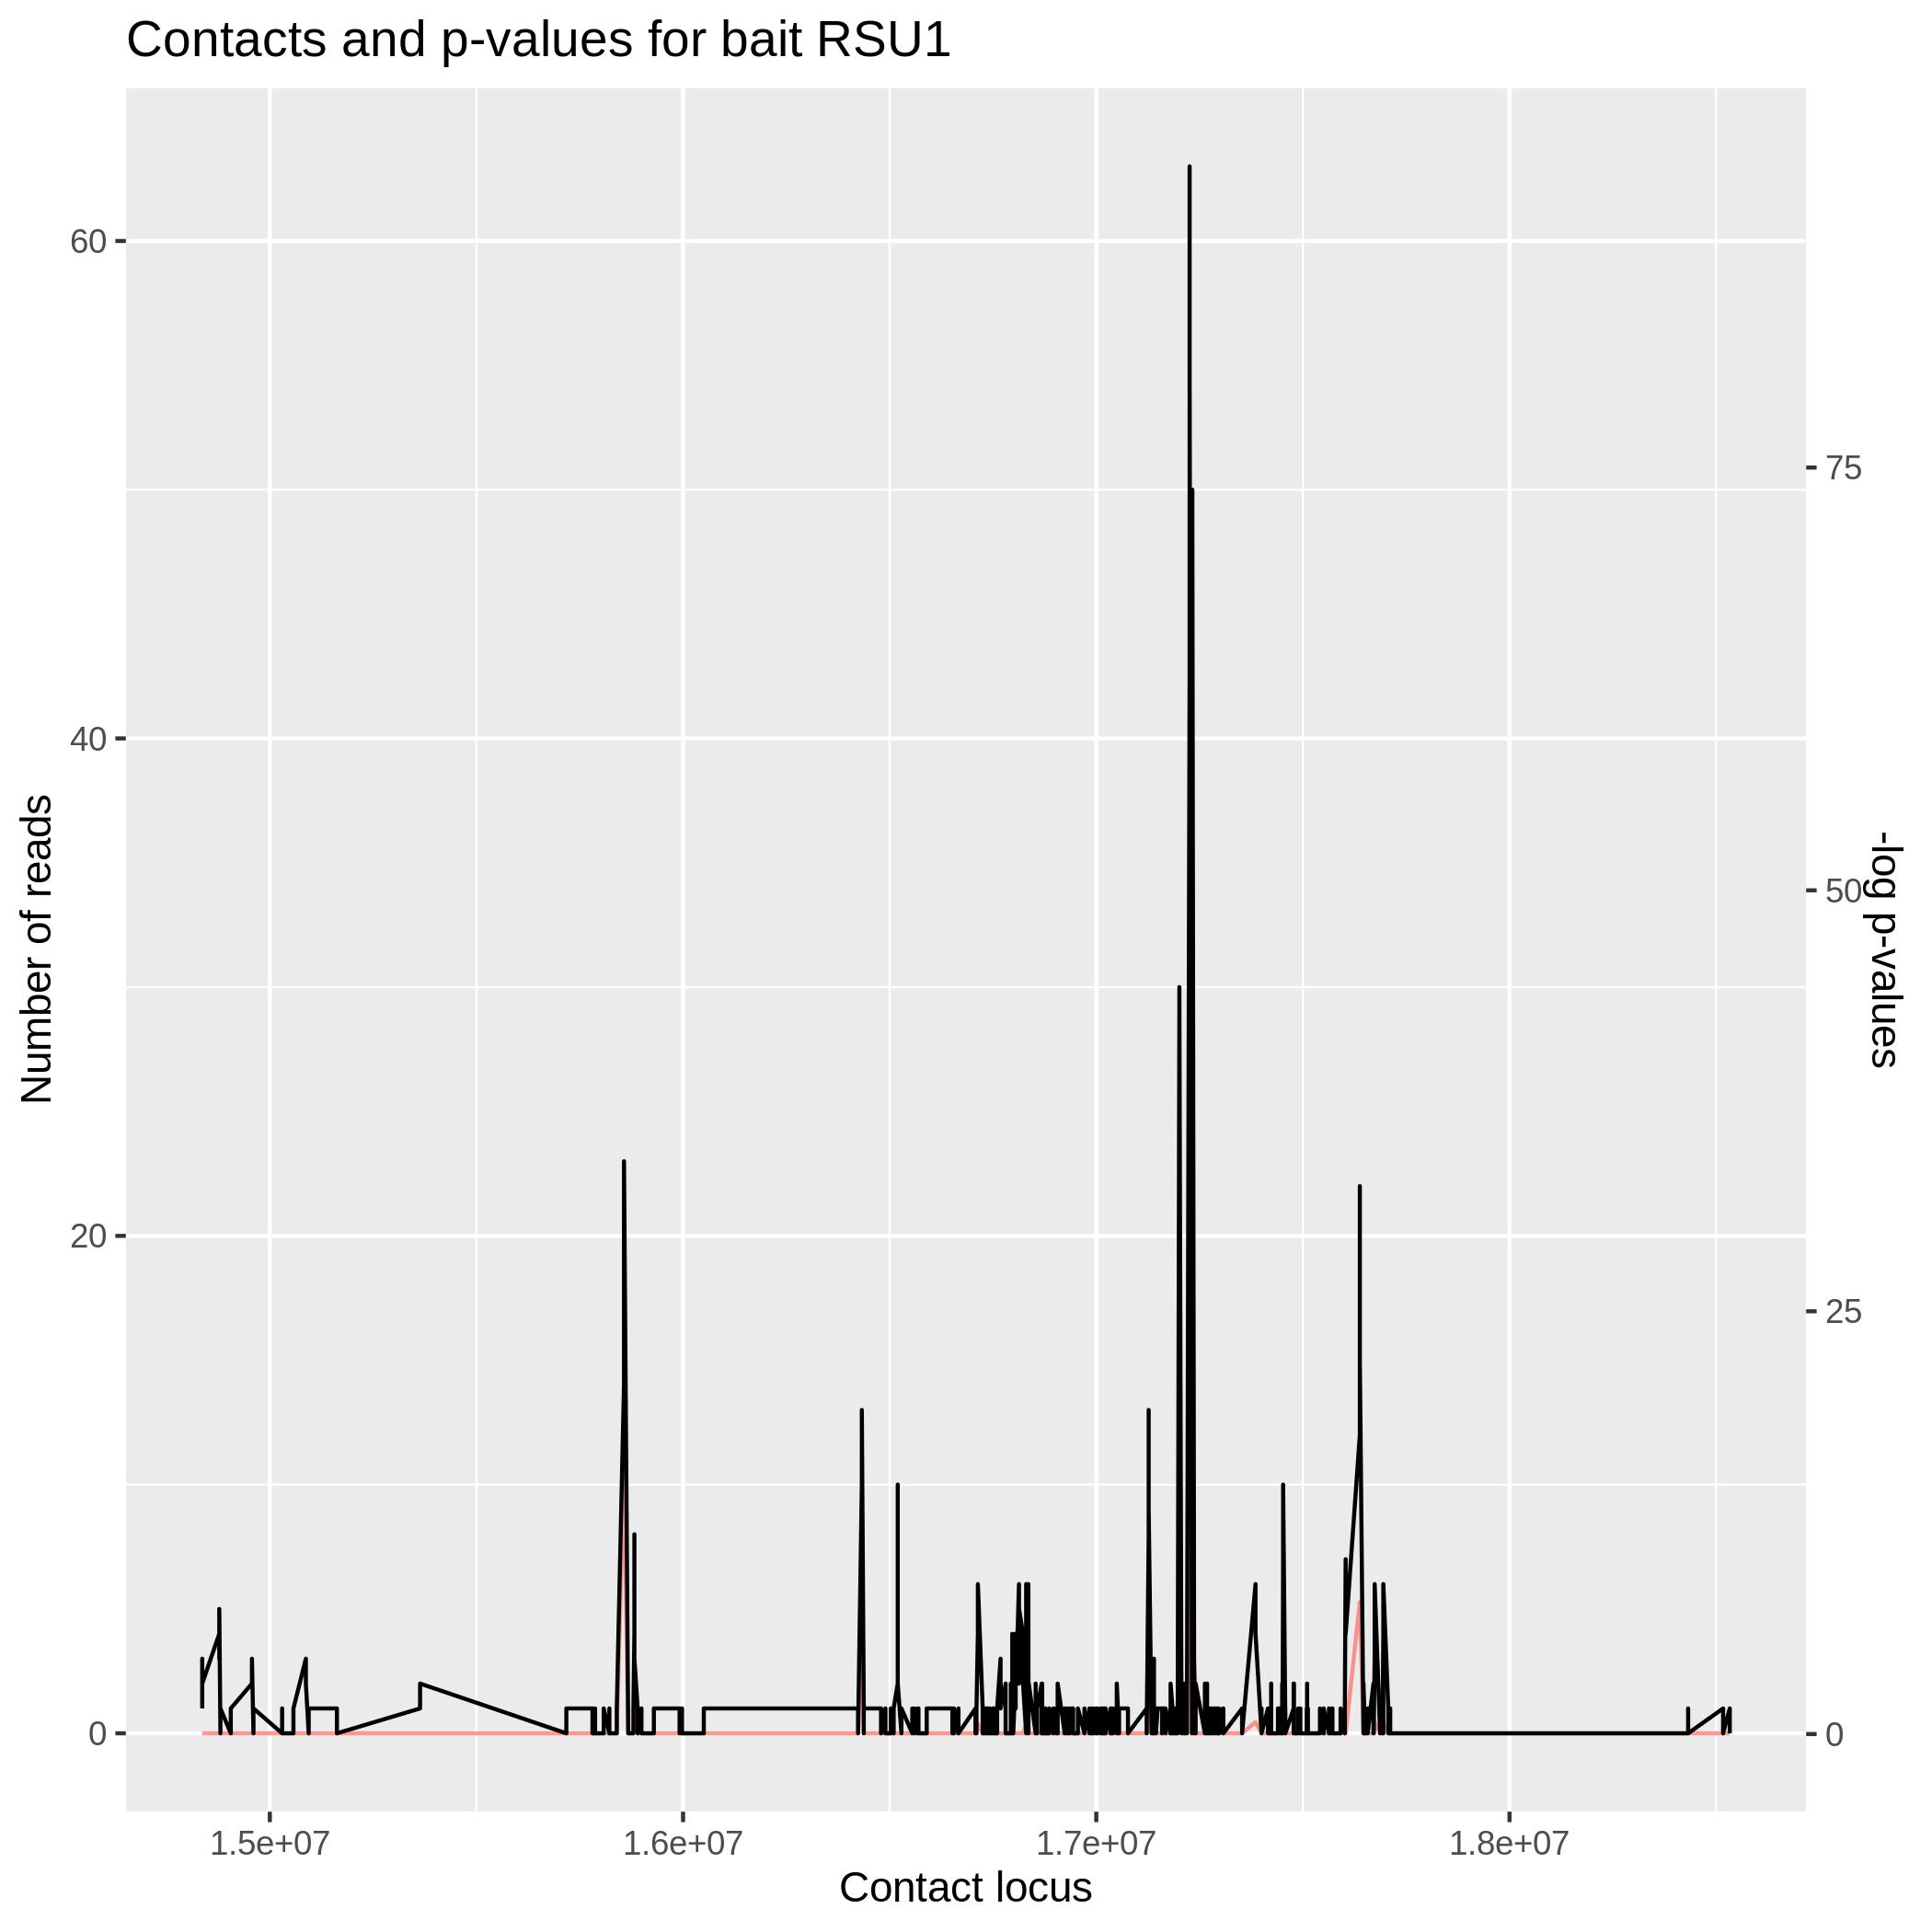 Contacts and p-values for bait RSU1
60
40
20
0
Number of reads
75
50
25
0
-log p-values
1.5e+07
1.6e+07
1.7e+07
1.8e+07
Contact locus